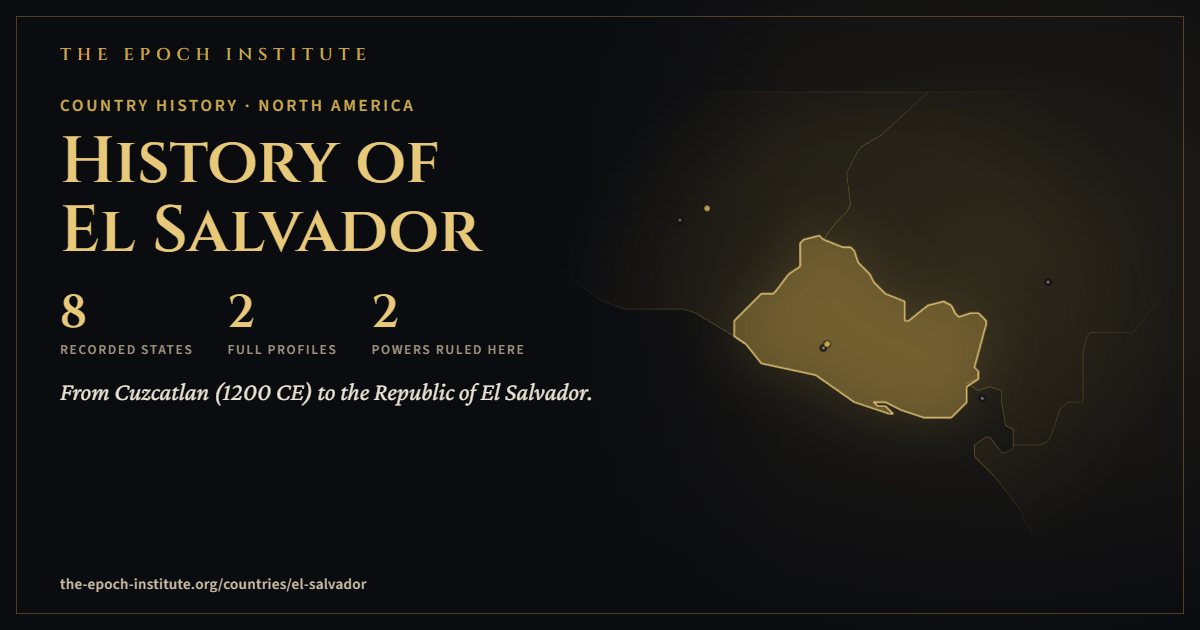 THE EPOCH INSTITUTE
COUNTRY HISTORY · NORTH AMERICA
History of
El Salvador
8 2 2
RECORDED STATES FULL PROFILES POWERS RULED HERE
From Cuzcatlan (1200 CE) to the Republic of El Salvador.
the-epoch-institute.org/countries/el-salvador